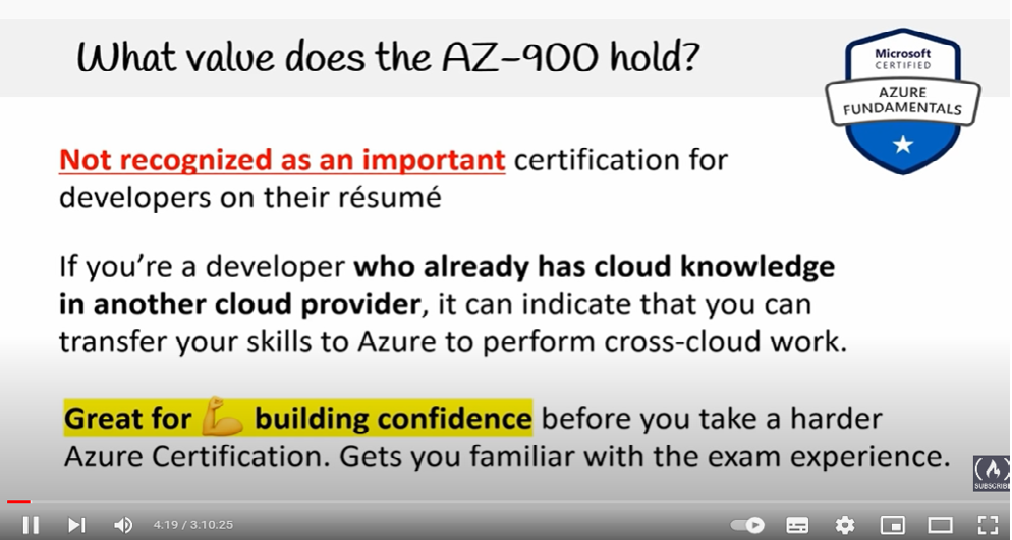 What value does the AZ-900 hold?
Microsoft
CERTIFIED
AZURE
FUNDAMENTALS
Not recognized as an important certification for
developers on their résumé
If you're a developer who already has cloud knowledge
in another cloud provider, it can indicate that you can
transfer your skills to Azure to perform cross-cloud work.
Great for 💪 building confidence before you take a harder
Azure Certification. Gets you familiar with the exam experience.
SUBSCRIBE
4.19 / 3.10.25